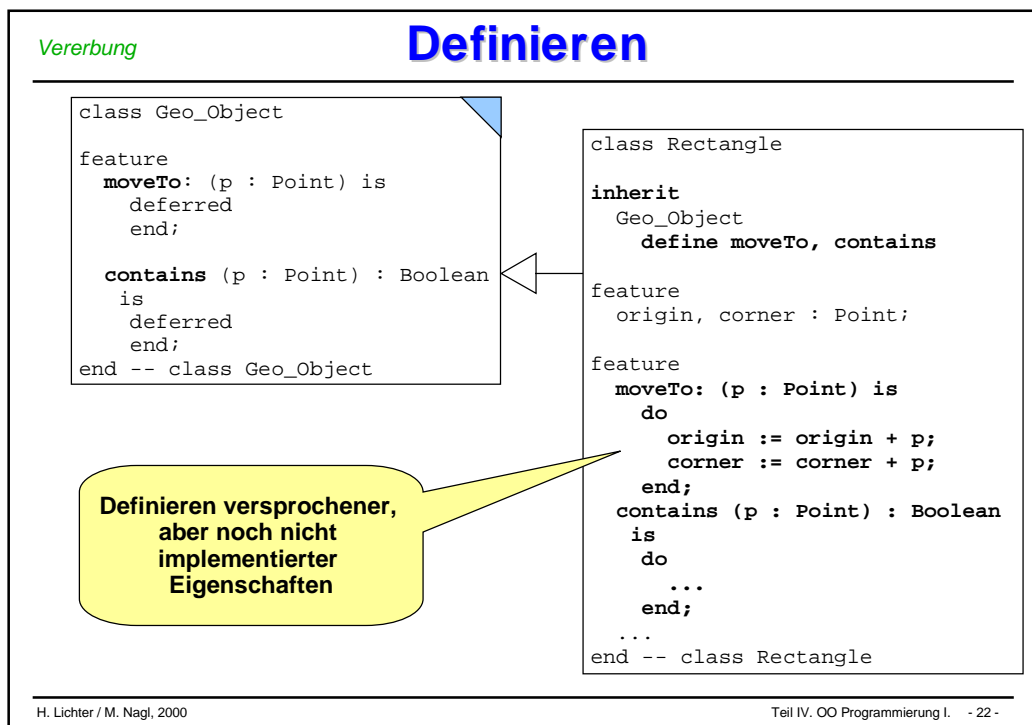 Vererbung
Definieren
class Geo_Object
feature
moveTo: (p : Point) is
deferred
end;
contains (p : Point) : Boolean
is
deferred
end;
end -- class Geo_Object
class Rectangle
inherit
Geo_Object
define moveTo, contains
feature
origin, corner : Point;
feature
moveTo: (p : Point) is
do
origin := origin + p;
corner := corner + p;
end;
contains (p : Point) : Boolean
is
do
...
end;
...
end -- class Rectangle
Definieren versprochener,
aber noch nicht
implementierter
Eigenschaften
H. Lichter / M. Nagl, 2000
Teil IV. OO Programmierung I. - 22 -